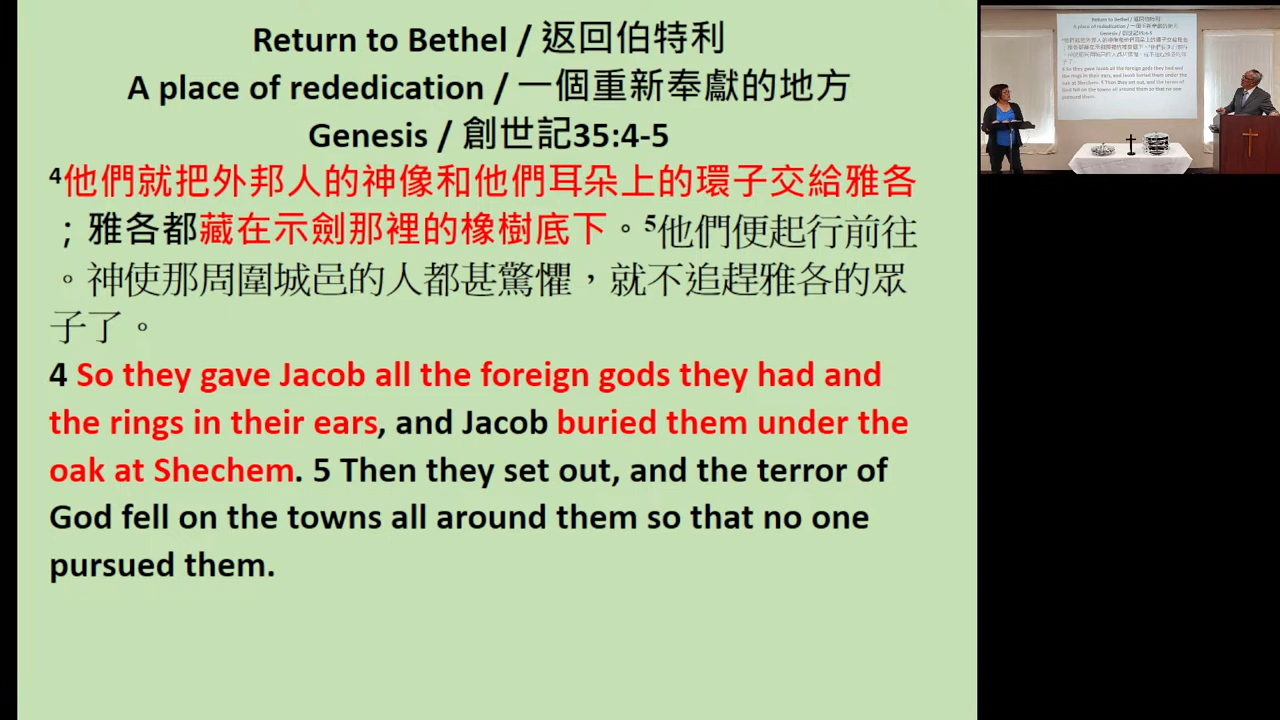 Return to Bethel / 返回伯特利
A place of rededication / 一個重新奉獻的地方
Genesis / 創世記35:4-5
4他們就把外邦人的神像和他們耳朵上的環子交給雅各
；雅各都藏在示劍那裡的橡樹底下。5他們便起行前往
。神使那周圍城邑的人都甚驚懼，就不追趕雅各的眾
子了。
4 So they gave Jacob all the foreign gods they had and
the rings in their ears, and Jacob buried them under the
oak at Shechem. 5 Then they set out, and the terror of
God fell on the towns all around them so that no one
pursued them.